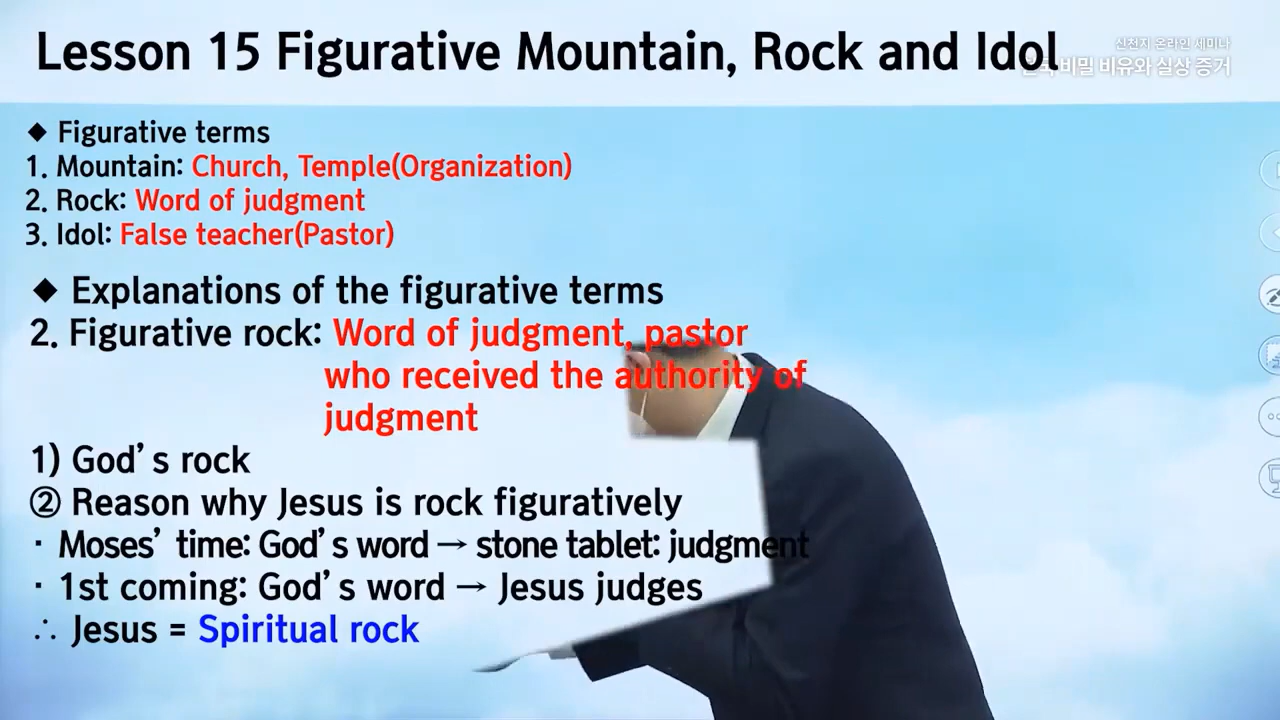 Lesson 15 Figurative Mountain, Rock and Idol
신천지 온라인 세미나
비밀 비유와 실상 증거
◆ Figurative terms
1. Mountain: Church, Temple(Organization)
2. Rock: Word of judgment
3. Idol: False teacher(Pastor)
◆ Explanations of the figurative terms
2. Figurative rock: Word of judgment, pastor
who received the authority of
judgment
1) God’s rock
② Reason why Jesus is rock figuratively
· Moses’ time: God’s word → stone tablet: judgment
· 1st coming: God’s word → Jesus judges
∴ Jesus = Spiritual rock